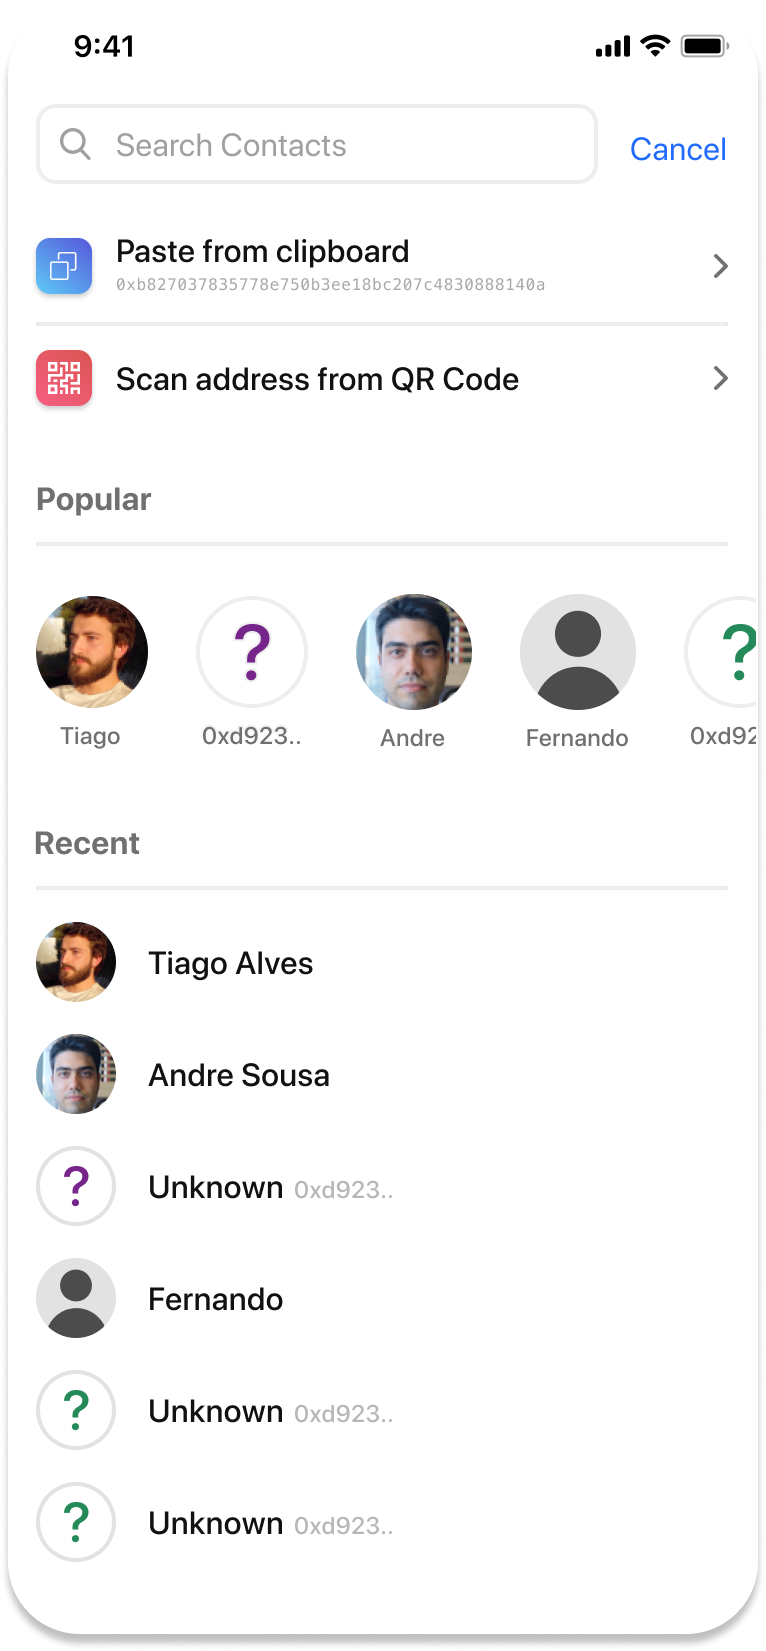 9:41
Search Contacts
Cancel
Paste from clipboard
0xb827037835778e750b3ee18bc207c4830888140a
Scan address from QR Code
Popular
?
?
Tiago
0xd923..
Andre
Fernando
0xd92
Recent
Tiago Alves
Andre Sousa
? Unknown 0xd923..
Fernando
? Unknown 0xd923..
? Unknown 0xd923..